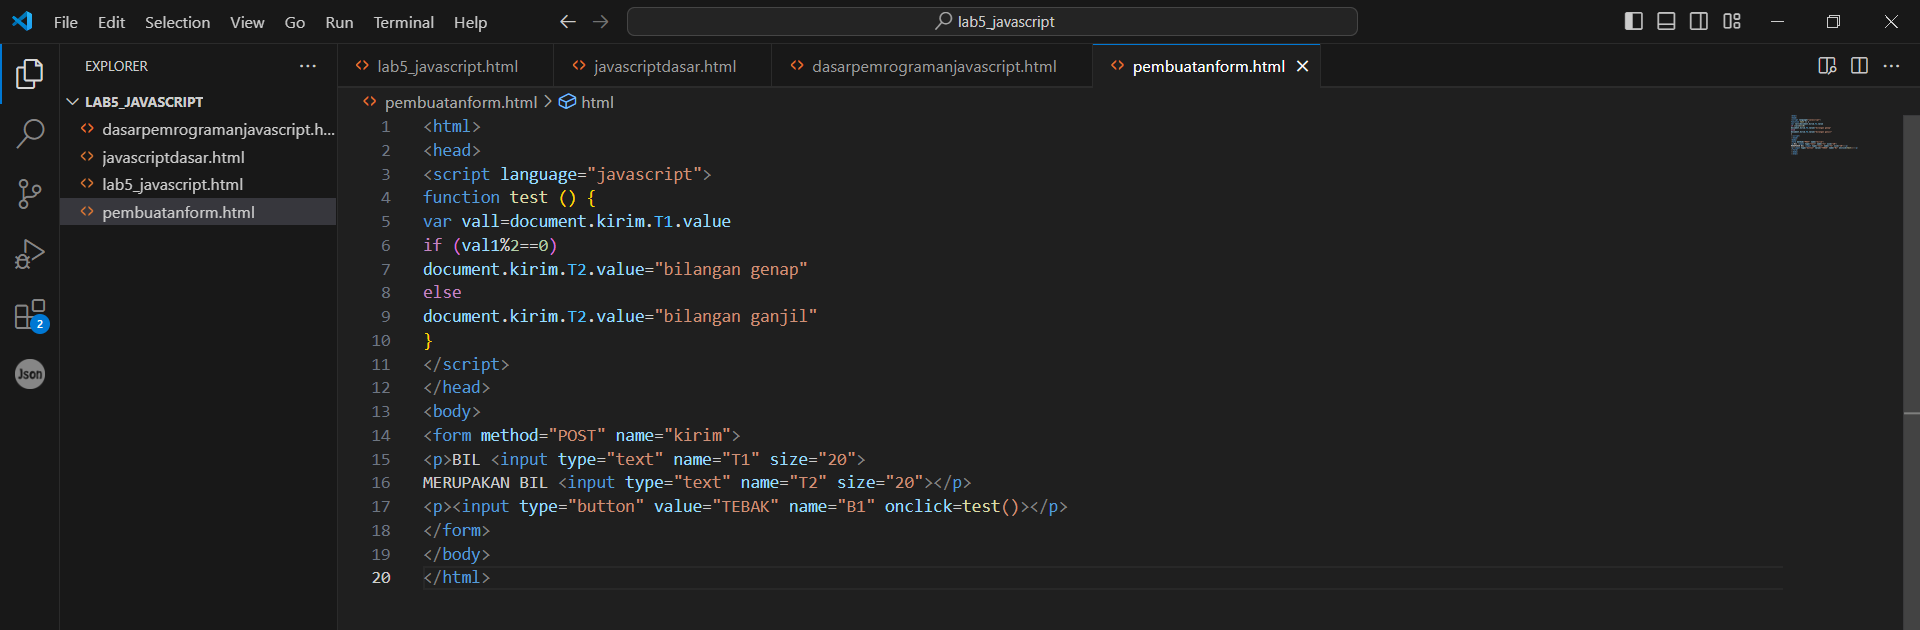 File Edit Selection View Go Run Terminal Help lab5_javascript
EXPLORER
LAB5_JAVASCRIPT
dasarpemrogramanjavascript.h...
javascriptdasar.html
lab5_javascript.html
pembuatanform.html
2
Json
lab5_javascript.html javascriptdasar.html dasarpemrogramanjavascript.html pembuatanform.html
pembuatanform.html > html
1 <html>
2 <head>
3 <script language="javascript">
4 function test () {
5 var vall=document.kirim.T1.value
6 if (val1%2==0)
7 document.kirim.T2.value="bilangan genap"
8 else
9 document.kirim.T2.value="bilangan ganjil"
10 }
11 </script>
12 </head>
13 <body>
14 <form method="POST" name="kirim">
15 <p>BIL <input type="text" name="T1" size="20">
16 MERUPAKAN BIL <input type="text" name="T2" size="20"></p>
17 <p><input type="button" value="TEBAK" name="B1" onclick=test()></p>
18 </form>
19 </body>
20 </html>